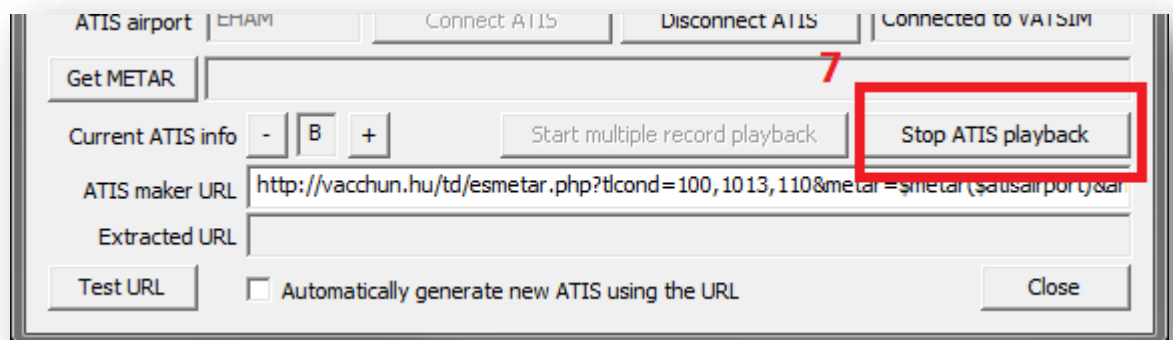 ATIS airport EHAM Connect ATIS Disconnect ATIS Connected to VATSIM
7
Get METAR
Current ATIS info - B + Start multiple record playback Stop ATIS playback
ATIS maker URL http://vacchun.hu/td/esmetar.php?tlcond=100,1013,110&metar=$metar($atisairport)&ar
Extracted URL
Test URL Automatically generate new ATIS using the URL Close